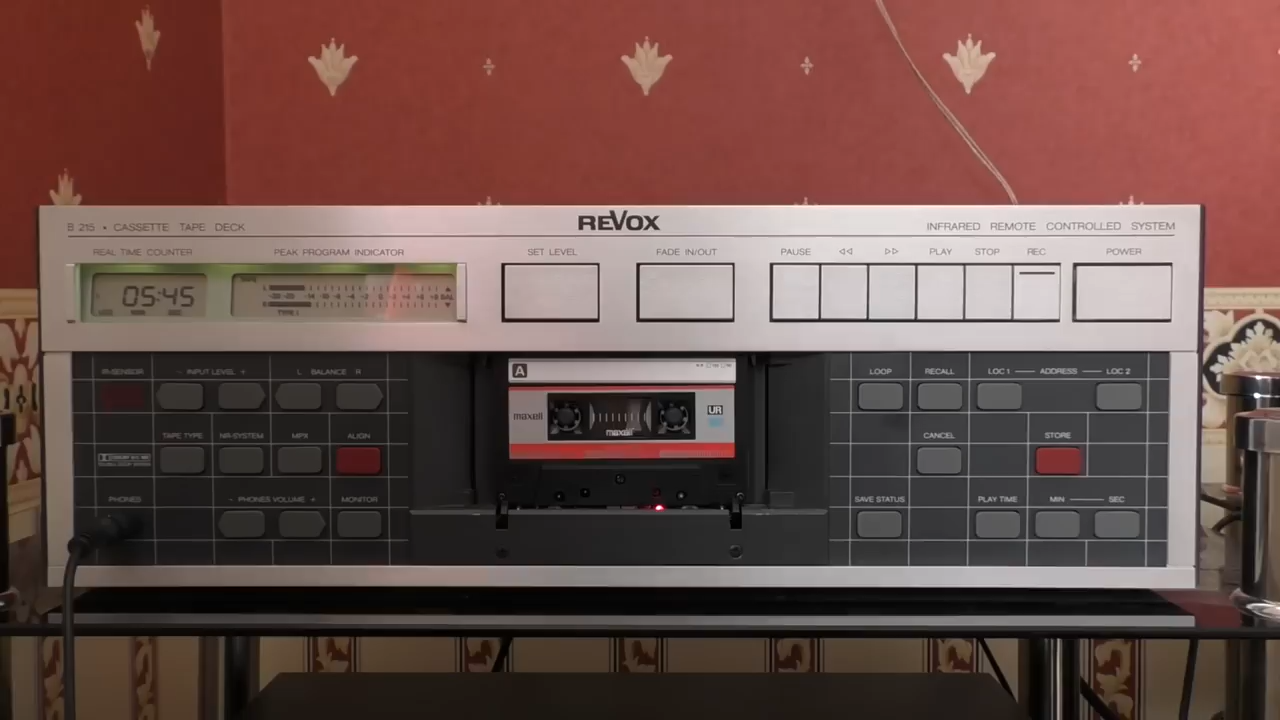 REVOX
B 215 • CASSETTE TAPE DECK
INFRARED REMOTE CONTROLLED SYSTEM
REAL TIME COUNTER
PEAK PROGRAM INDICATOR
SET LEVEL
FADE IN/OUT
PAUSE
PLAY
STOP
REC
POWER
05:45
IR-SENSOR
- INPUT LEVEL +
L BALANCE R
A
LOOP
RECALL
LOC 1
ADDRESS
LOC 2
maxell
UR
maxell
TAPE TYPE
NR-SYSTEM
MPX
ALIGN
CANCEL
STORE
PHONES
- PHONES VOLUME +
MONITOR
SAVE STATUS
PLAY TIME
MIN
SEC